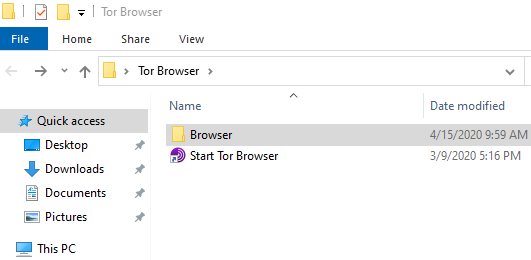 Tor Browser
File Home Share View
Tor Browser
Name Date modified
Quick access
Browser 4/15/2020 9:59 AM
Desktop
Start Tor Browser 3/9/2020 5:16 PM
Downloads
Documents
Pictures
This PC